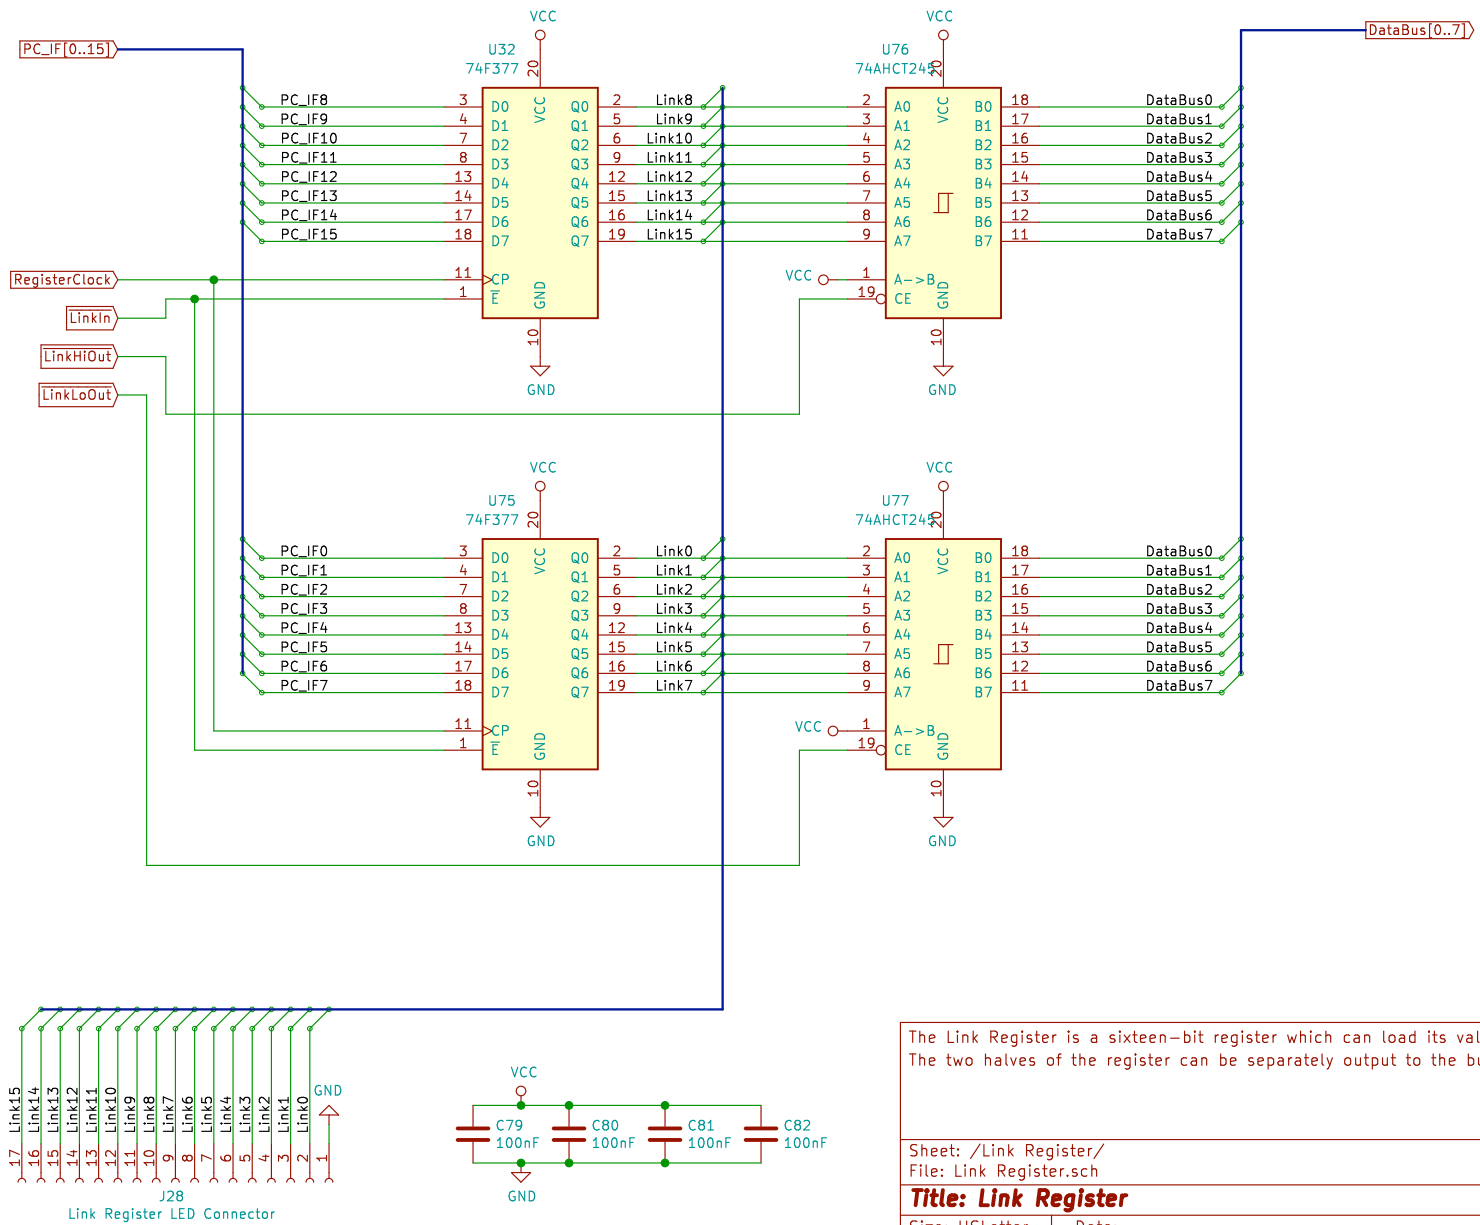 PC_IF[0..15]
DataBus[0..7]
VCC
U32
74F377
20
VCC
GND
10
GND
PC_IF8 3 D0 Q0 2 Link8
PC_IF9 4 D1 Q1 5 Link9
PC_IF10 7 D2 Q2 6 Link10
PC_IF11 8 D3 Q3 9 Link11
PC_IF12 13 D4 Q4 12 Link12
PC_IF13 14 D5 Q5 15 Link13
PC_IF14 17 D6 Q6 16 Link14
PC_IF15 18 D7 Q7 19 Link15
RegisterClock
11 CP
1 E
LinkIn
LinkHiOut
LinkLoOut
VCC
U76
74AHCT245
20
VCC
GND
10
GND
2 A0 B0 18 DataBus0
3 A1 B1 17 DataBus1
4 A2 B2 16 DataBus2
5 A3 B3 15 DataBus3
6 A4 B4 14 DataBus4
7 A5 B5 13 DataBus5
8 A6 B6 12 DataBus6
9 A7 B7 11 DataBus7
VCC 1 A->B
19 CE
VCC
U75
74F377
20
VCC
GND
10
GND
PC_IF0 3 D0 Q0 2 Link0
PC_IF1 4 D1 Q1 5 Link1
PC_IF2 7 D2 Q2 6 Link2
PC_IF3 8 D3 Q3 9 Link3
PC_IF4 13 D4 Q4 12 Link4
PC_IF5 14 D5 Q5 15 Link5
PC_IF6 17 D6 Q6 16 Link6
PC_IF7 18 D7 Q7 19 Link7
11 CP
1 E
VCC
U77
74AHCT245
20
VCC
GND
10
GND
2 A0 B0 18 DataBus0
3 A1 B1 17 DataBus1
4 A2 B2 16 DataBus2
5 A3 B3 15 DataBus3
6 A4 B4 14 DataBus4
7 A5 B5 13 DataBus5
8 A6 B6 12 DataBus6
9 A7 B7 11 DataBus7
VCC 1 A->B
19 CE
Link15 17
Link14 16
Link13 15
Link12 14
Link11 13
Link10 12
Link9 11
Link8 10
Link7 9
Link6 8
Link5 7
Link4 6
Link3 5
Link2 4
Link1 3
Link0 2
GND 1
J28
Link Register LED Connector
VCC
C79 100nF
C80 100nF
C81 100nF
C82 100nF
GND
The Link Register is a sixteen-bit register which can load its val
The two halves of the register can be separately output to the bu
Sheet: /Link Register/
File: Link Register.sch
Title: Link Register
Size: USLetter Date: